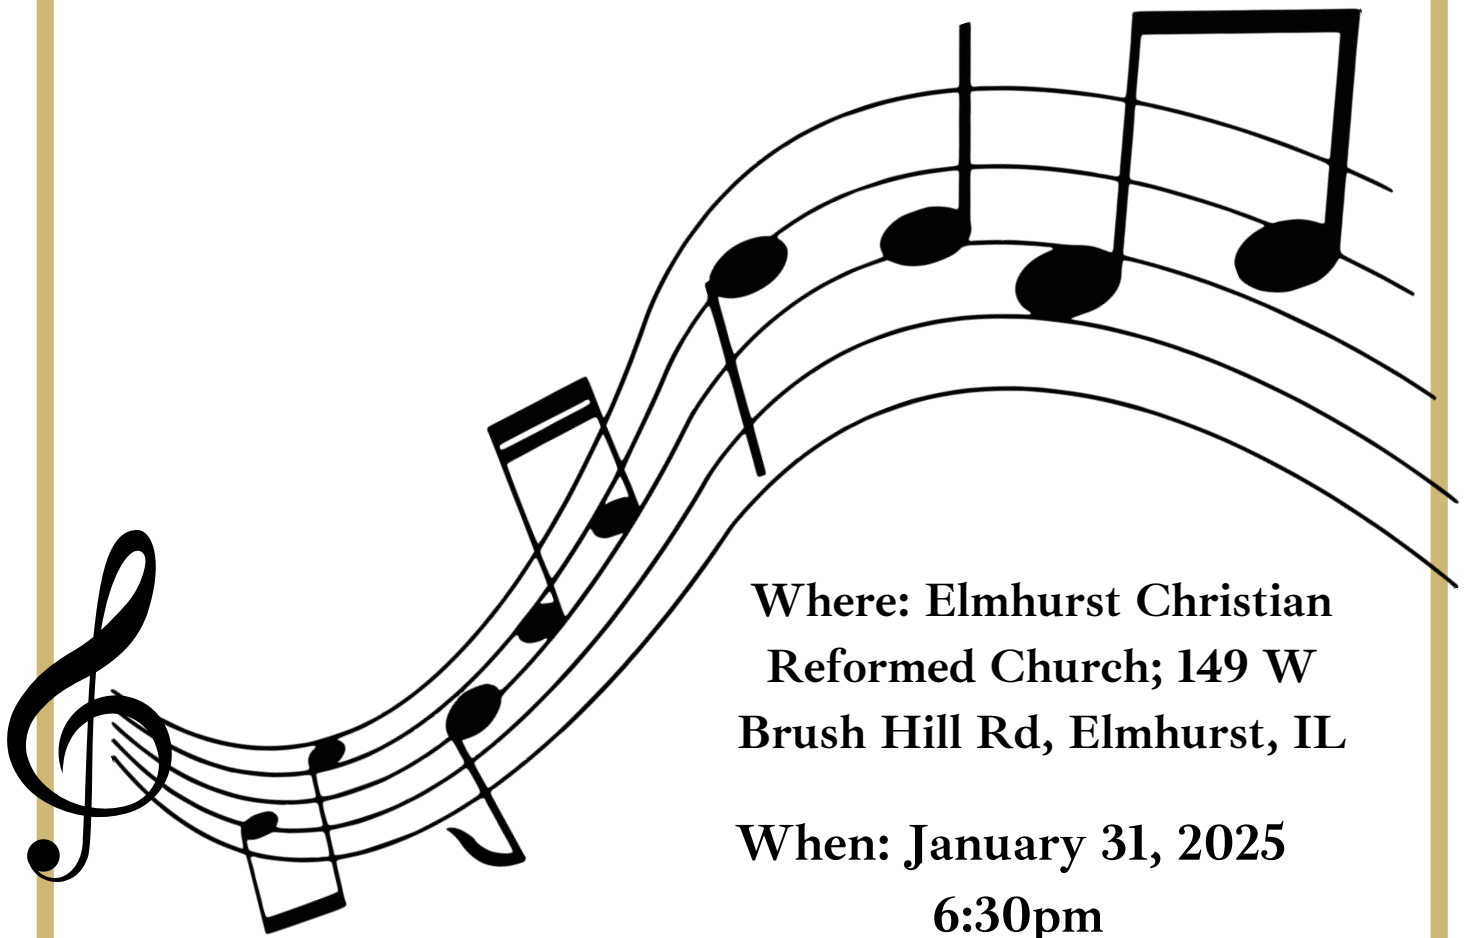 Where: Elmhurst Christian
Reformed Church; 149 W
Brush Hill Rd, Elmhurst, IL
When: January 31, 2025
6:30pm